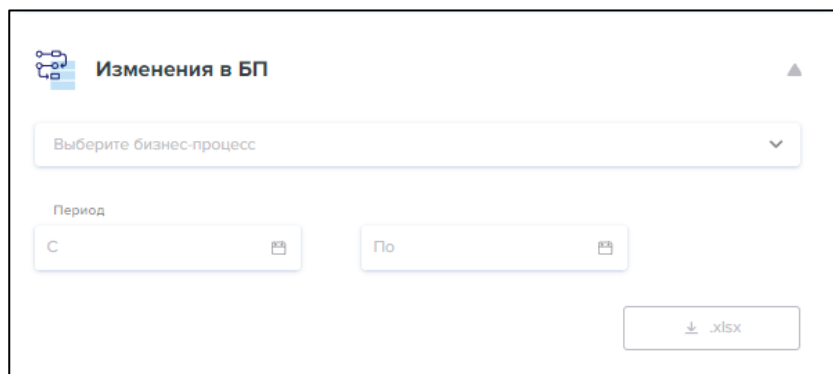 Изменения в БП
Выберите бизнес-процесс
Период
С
По
.xlsx